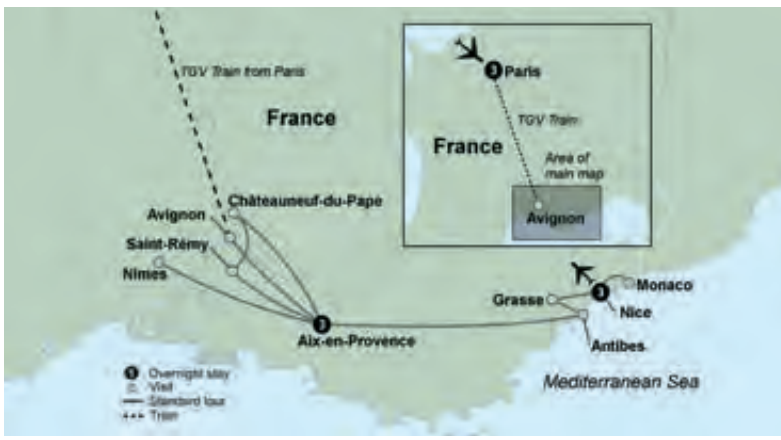 TGV Train from Paris
France
3
Paris
TGV Train
France
Area of
main map
Avignon
Châteauneuf-du-Pape
Avignon
Saint-Rémy
Nîmes
3
Aix-en-Provence
Grasse
3
Monaco
Nice
Antibes
Mediterranean Sea
Overnight stay
Visit
Standard tour
Train